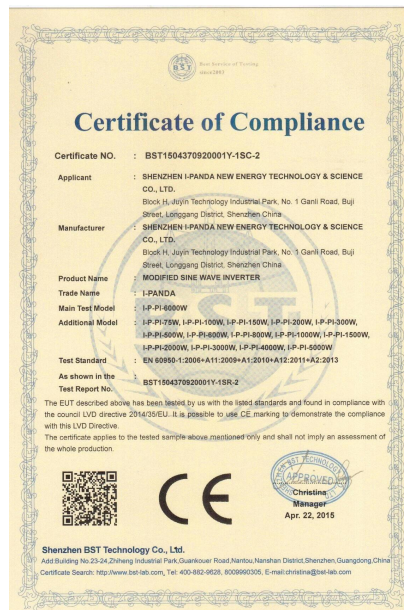 BST
Best Service of Testing
since2003
Certificate of Compliance
Certificate NO. : BST1504370920001Y-1SC-2
Applicant : SHENZHEN I-PANDA NEW ENERGY TECHNOLOGY & SCIENCE
CO., LTD.
Block H, Juyin Technology Industrial Park, No. 1 Ganli Road, Buji
Street, Longgang District, Shenzhen China
Manufacturer : SHENZHEN I-PANDA NEW ENERGY TECHNOLOGY & SCIENCE
CO., LTD.
Block H, Juyin Technology Industrial Park, No. 1 Ganli Road, Buji
Street, Longgang District, Shenzhen China
Product Name : MODIFIED SINE WAVE INVERTER
Trade Name : I-PANDA
Main Test Model : I-P-PI-6000W
Additional Model : I-P-PI-75W, I-P-PI-100W, I-P-PI-150W, I-P-PI-200W, I-P-PI-300W,
I-P-PI-500W, I-P-PI-600W, I-P-PI-800W, I-P-PI-1000W, I-P-PI-1500W,
I-P-PI-2000W, I-P-PI-3000W, I-P-PI-4000W, I-P-PI-5000W
Test Standard : EN 60950-1:2006+A11:2009+A1:2010+A12:2011+A2:2013
As shown in the
Test Report No. : BST1504370920001Y-1SR-2
The EUT described above has been tested by us with the listed standards and found in compliance with
the council LVD directive 2014/35/EU. It is possible to use CE marking to demonstrate the compliance
with this LVD Directive.
The certificate applies to the tested sample above mentioned only and shall not imply an assessment of
the whole production.
CE
APPROVED
Christina
Manager
Apr. 22, 2015
Shenzhen BST Technology Co., Ltd.
Add:Building No.23-24,Zhiheng Industrial Park,Guankouer Road,Nantou,Nanshan District,Shenzhen,Guangdong,China
Certificate Search: http://www.bst-lab.com, Tel: 400-882-9628, 8009990305, E-mail:christina@bst-lab.com